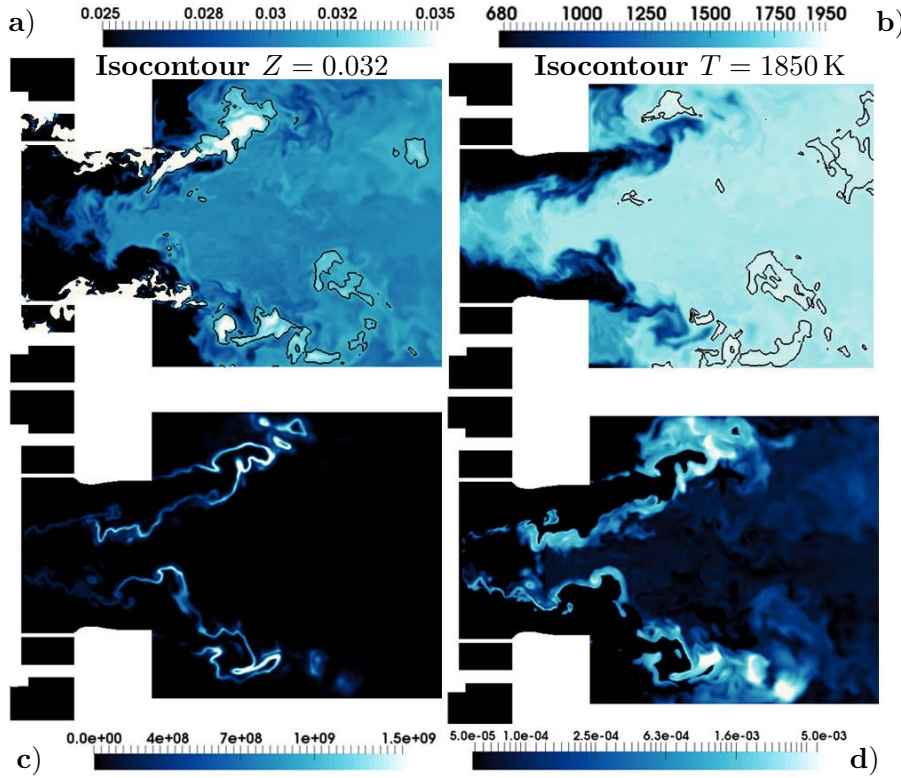 a)
0.025 0.028 0.03 0.032 0.035
680 1000 1250 1500 1750 1950
b)
Isocontour Z = 0.032
Isocontour T = 1850 K
c)
0.0e+00 4e+08 7e+08 1e+09 1.5e+09
5.0e-05 1.0e-04 2.5e-04 6.3e-04 1.6e-03 5.0e-03
d)